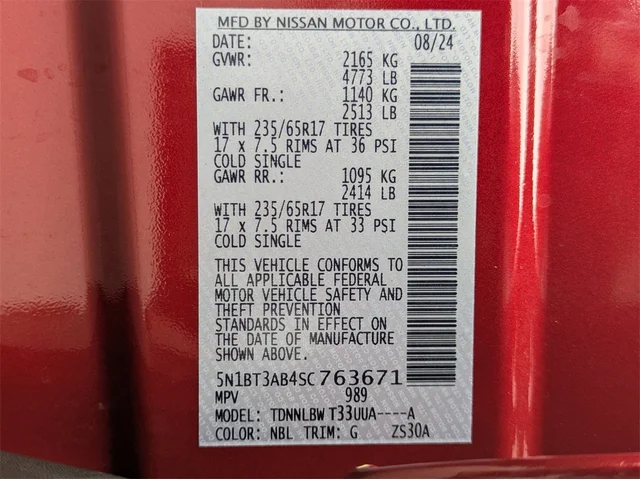 MFD BY NISSAN MOTOR CO., LTD.
DATE: 08/24
GVWR: 2165 KG
4773 LB
GAWR FR.: 1140 KG
2513 LB
WITH 235/65R17 TIRES
17 x 7.5 RIMS AT 36 PSI
COLD SINGLE
GAWR RR.: 1095 KG
2414 LB
WITH 235/65R17 TIRES
17 x 7.5 RIMS AT 33 PSI
COLD SINGLE
THIS VEHICLE CONFORMS TO
ALL APPLICABLE FEDERAL
MOTOR VEHICLE SAFETY AND
THEFT PREVENTION
STANDARDS IN EFFECT ON
THE DATE OF MANUFACTURE
SHOWN ABOVE.
5N1BT3AB4SC763671
MPV 989
MODEL: TDNNLBW T33UUA----A
COLOR: NBL TRIM: G ZS30A